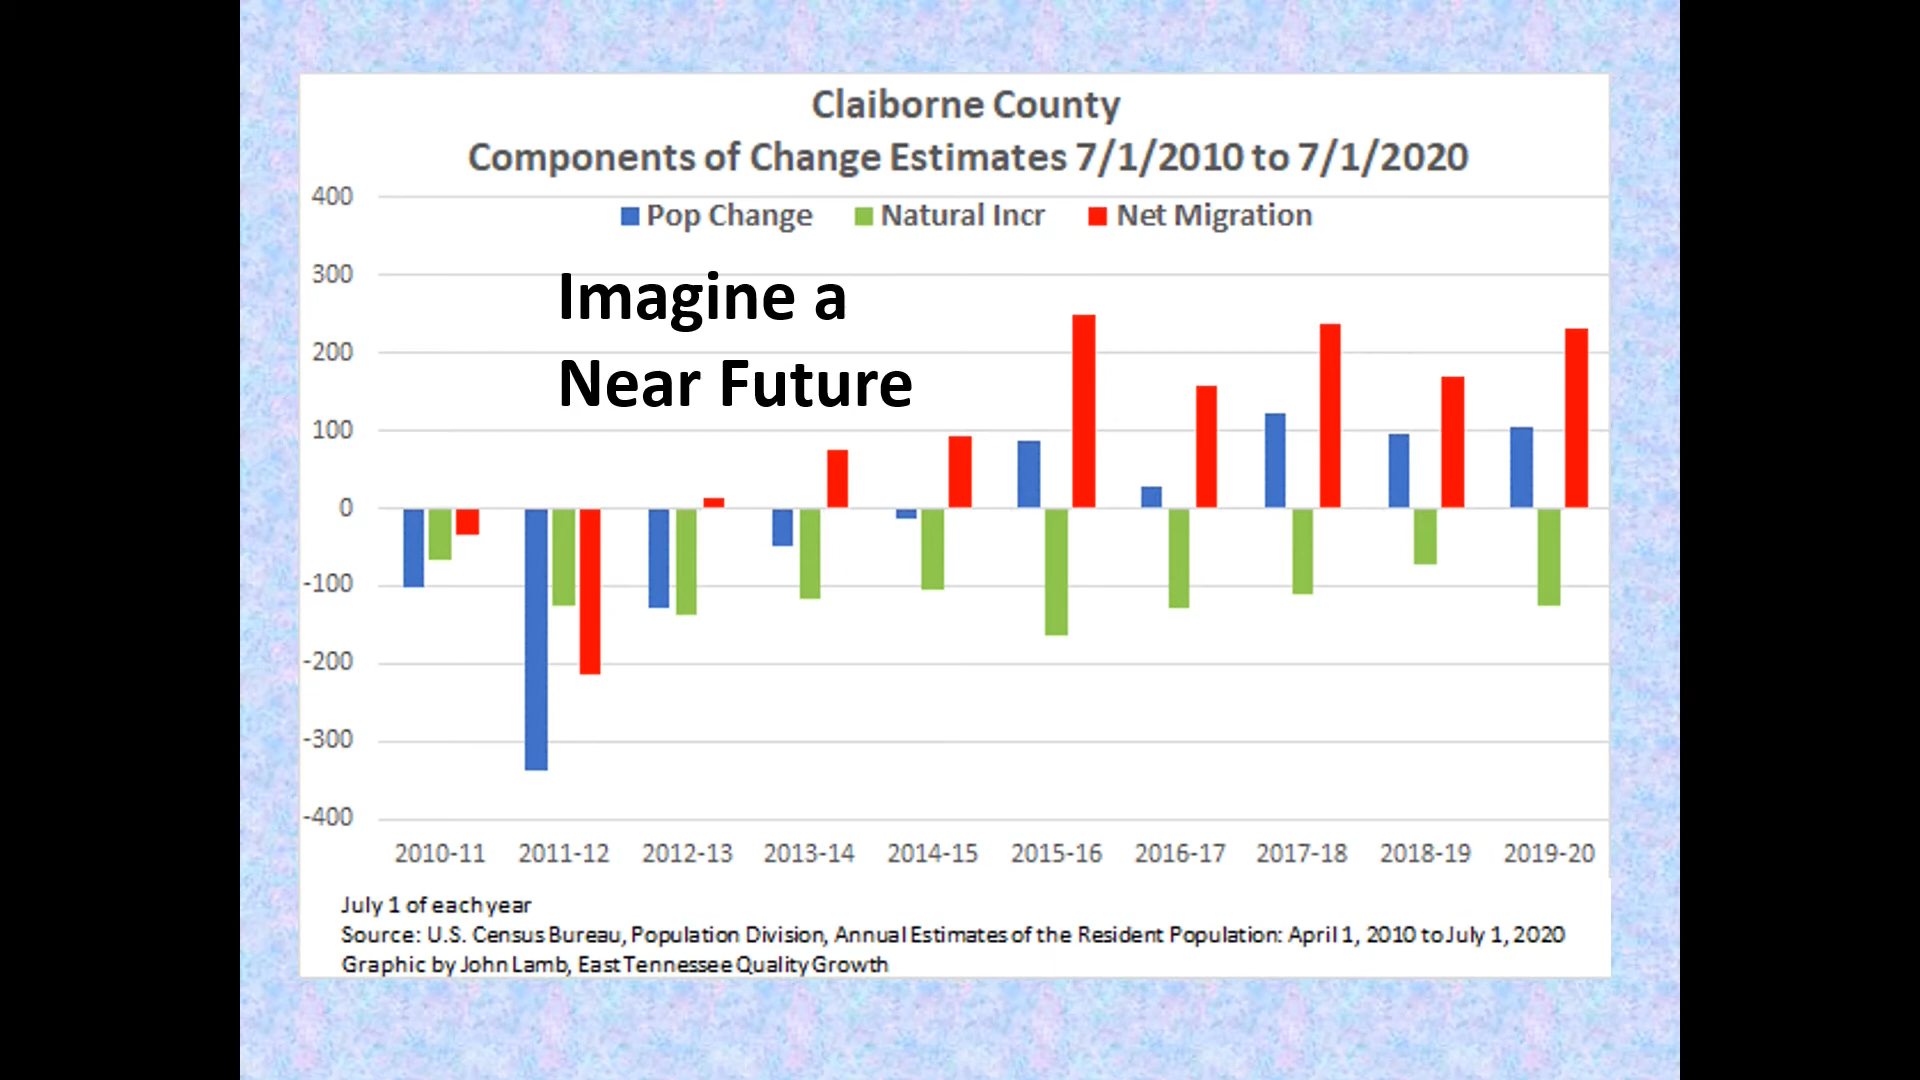 Claiborne County
Components of Change Estimates 7/1/2010 to 7/1/2020
400
Pop Change Natural Incr Net Migration
300
Imagine a
200
Near Future
100
0
-100
-200
-300
-400
2010-11 2011-12 2012-13 2013-14 2014-15 2015-16 2016-17 2017-18 2018-19 2019-20
July 1 of each year
Source: U.S. Census Bureau, Population Division, Annual Estimates of the Resident Population: April 1, 2010 to July 1, 2020
Graphic by John Lamb, East Tennessee Quality Growth